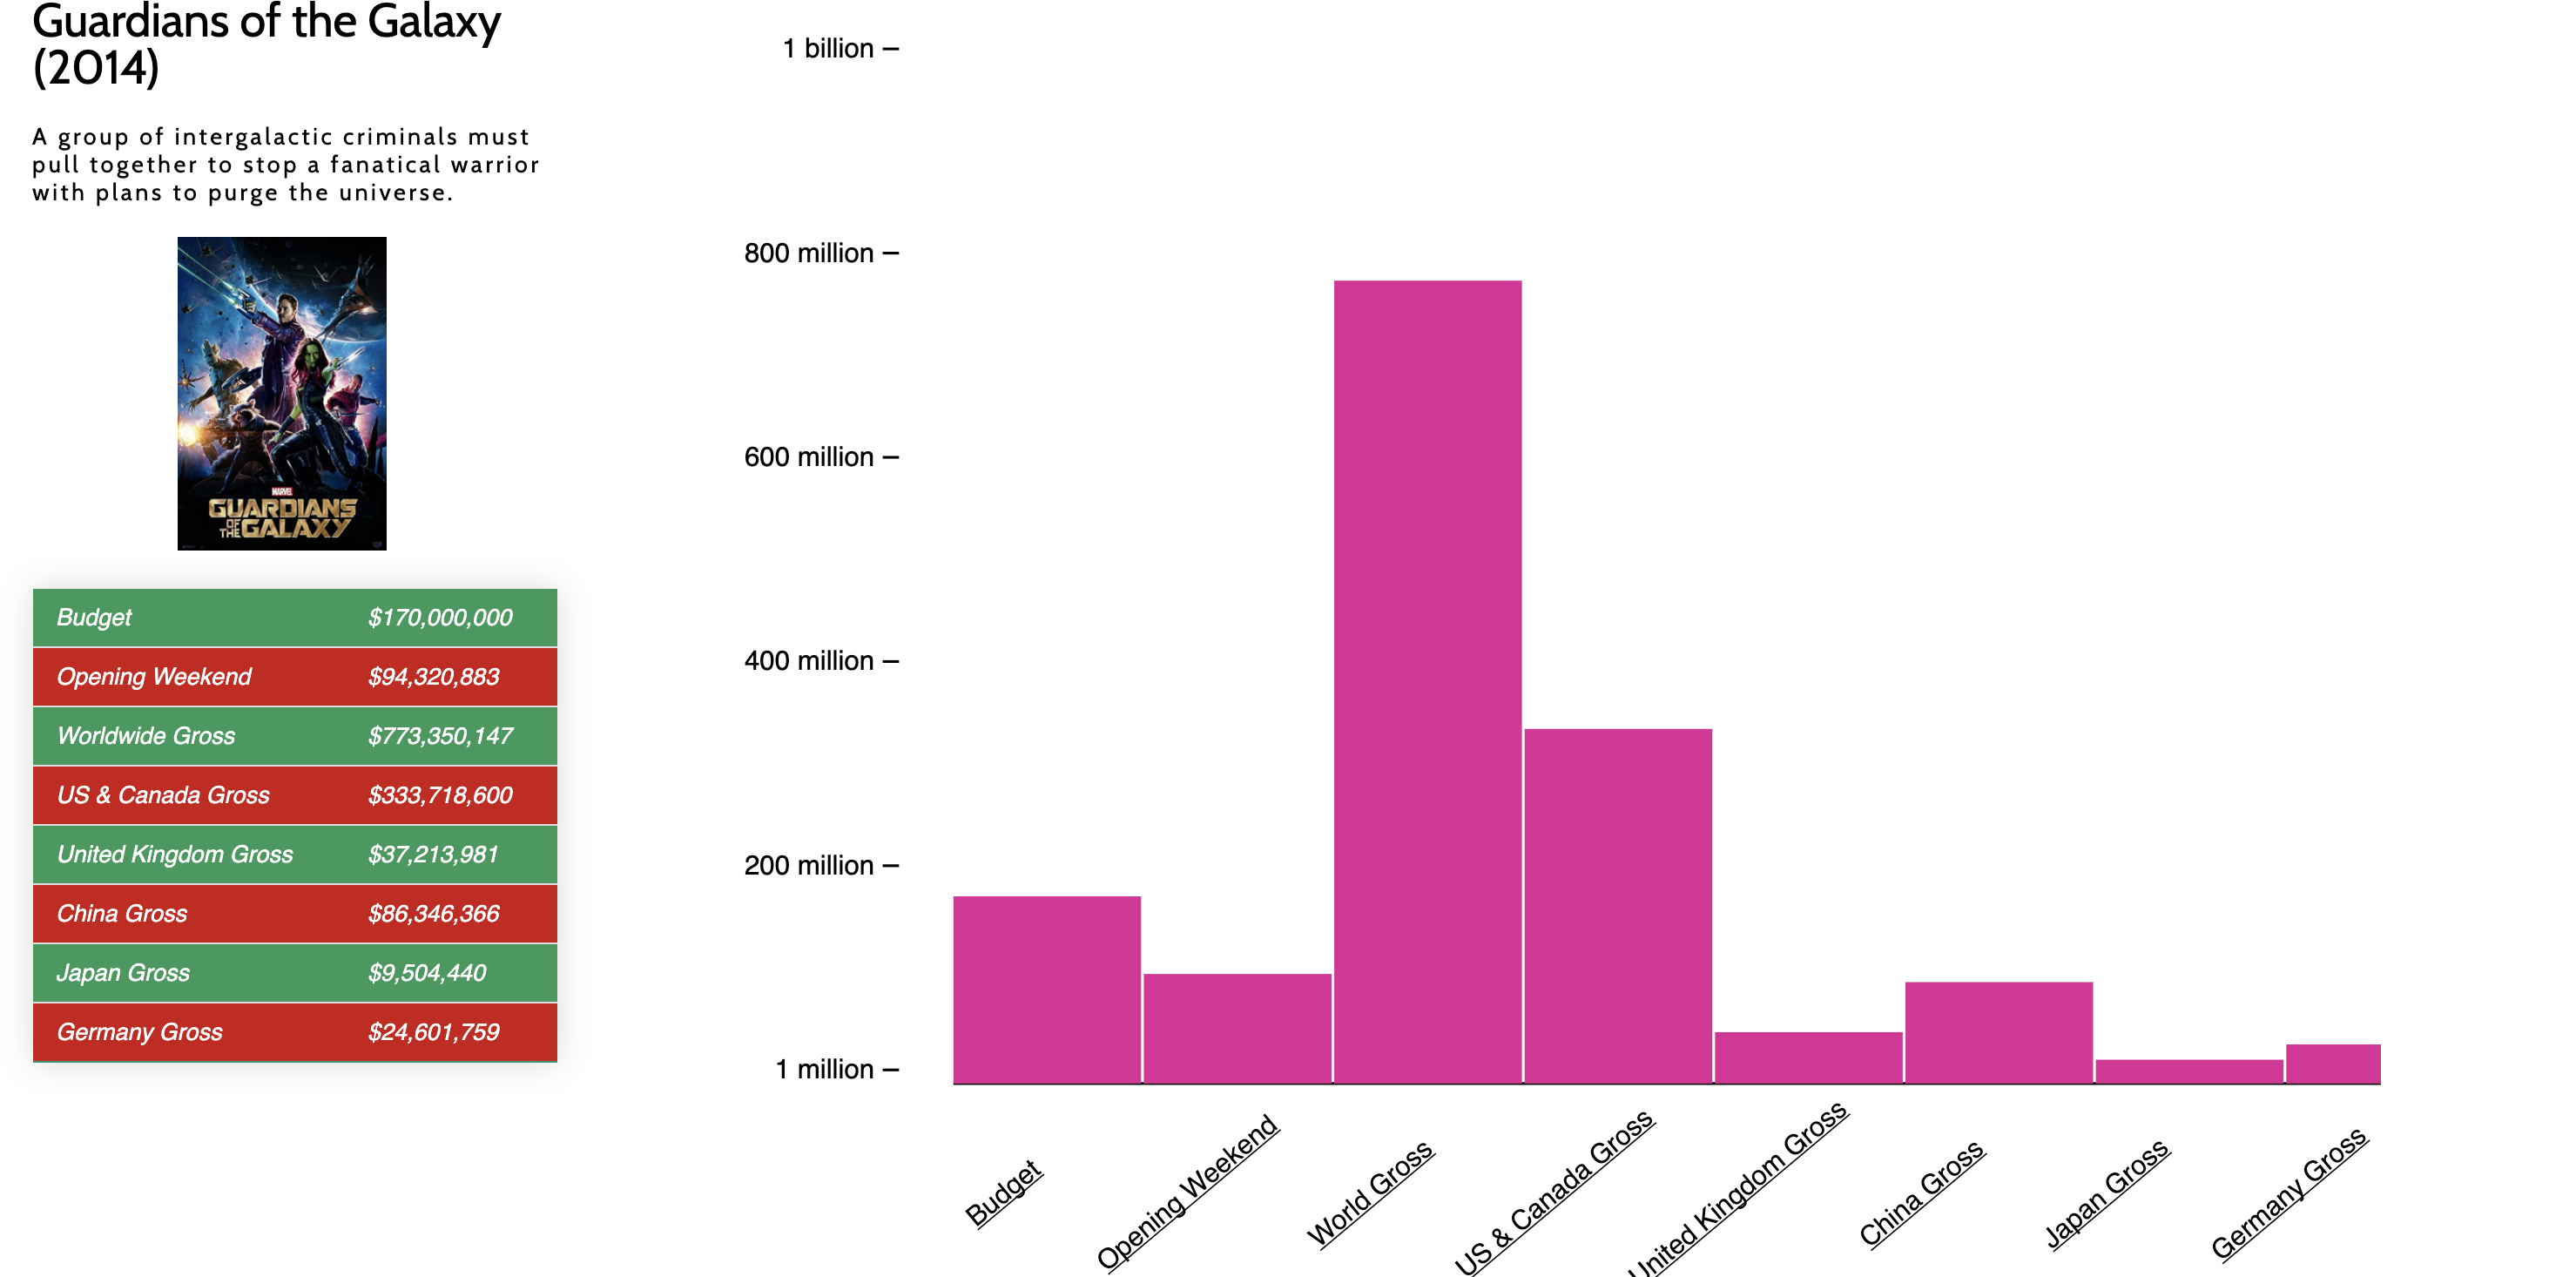 Guardians of the Galaxy
(2014)
A group of intergalactic criminals must
pull together to stop a fanatical warrior
with plans to purge the universe.
MARVEL
GUARDIANS
OF
THE GALAXY
Budget $170,000,000
Opening Weekend $94,320,883
Worldwide Gross $773,350,147
US & Canada Gross $333,718,600
United Kingdom Gross $37,213,981
China Gross $86,346,366
Japan Gross $9,504,440
Germany Gross $24,601,759
1 billion
800 million
600 million
400 million
200 million
1 million
Budget
Opening Weekend
World Gross
US & Canada Gross
United Kingdom Gross
China Gross
Japan Gross
Germany Gross